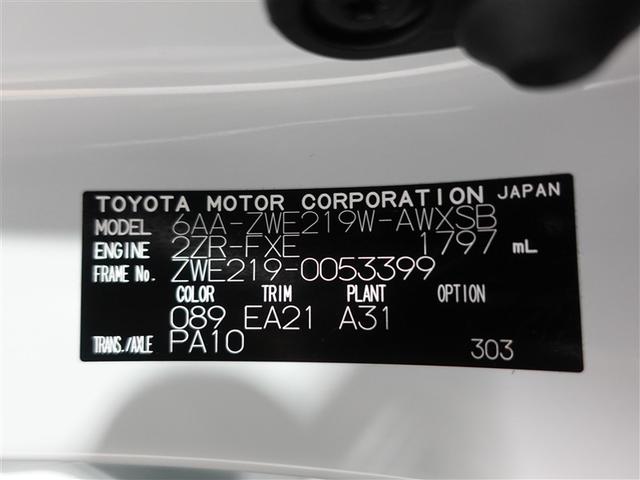 TOYOTA MOTOR CORPORATION JAPAN
MODEL 6AA-ZWE219W-AWXSB
ENGINE 2ZR-FXE 1797 mL
FRAME No. ZWE219-0053399
COLOR TRIM PLANT OPTION
089 EA21 A31
TRANS./AXLE PA10 303